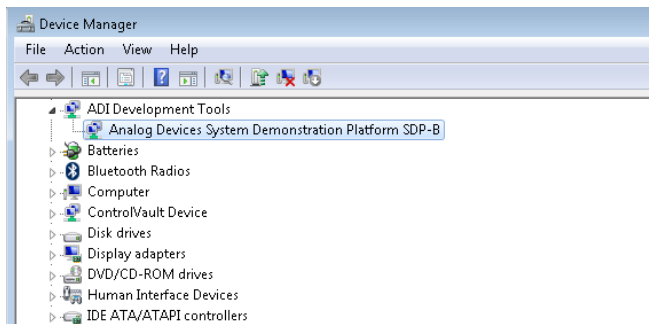 Device Manager
File Action View Help
ADI Development Tools
Analog Devices System Demonstration Platform SDP-B
Batteries
Bluetooth Radios
Computer
ControlVault Device
Disk drives
Display adapters
DVD/CD-ROM drives
Human Interface Devices
IDE ATA/ATAPI controllers